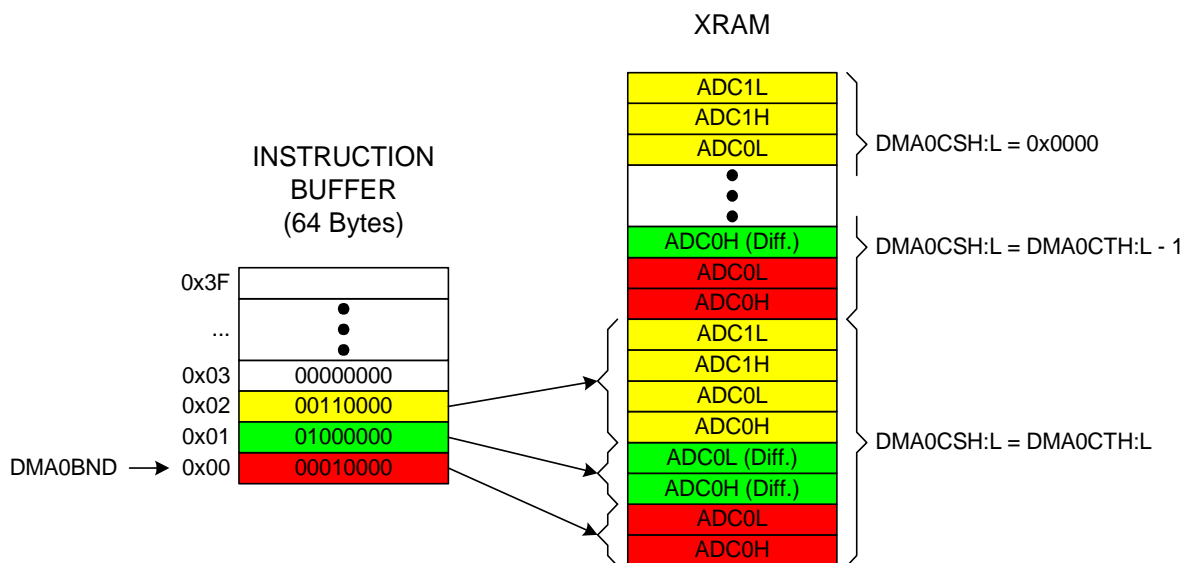 XRAM
ADC1L
ADC1H
ADC0L
DMA0CSH:L = 0x0000
ADC0H (Diff.)
DMA0CSH:L = DMA0CTH:L - 1
ADC0L
ADC0H
ADC1L
ADC1H
ADC0L
ADC0H
DMA0CSH:L = DMA0CTH:L
ADC0L (Diff.)
ADC0H (Diff.)
ADC0L
ADC0H
INSTRUCTION
BUFFER
(64 Bytes)
0x3F
...
0x03 00000000
0x02 00110000
0x01 01000000
DMA0BND 0x00 00010000